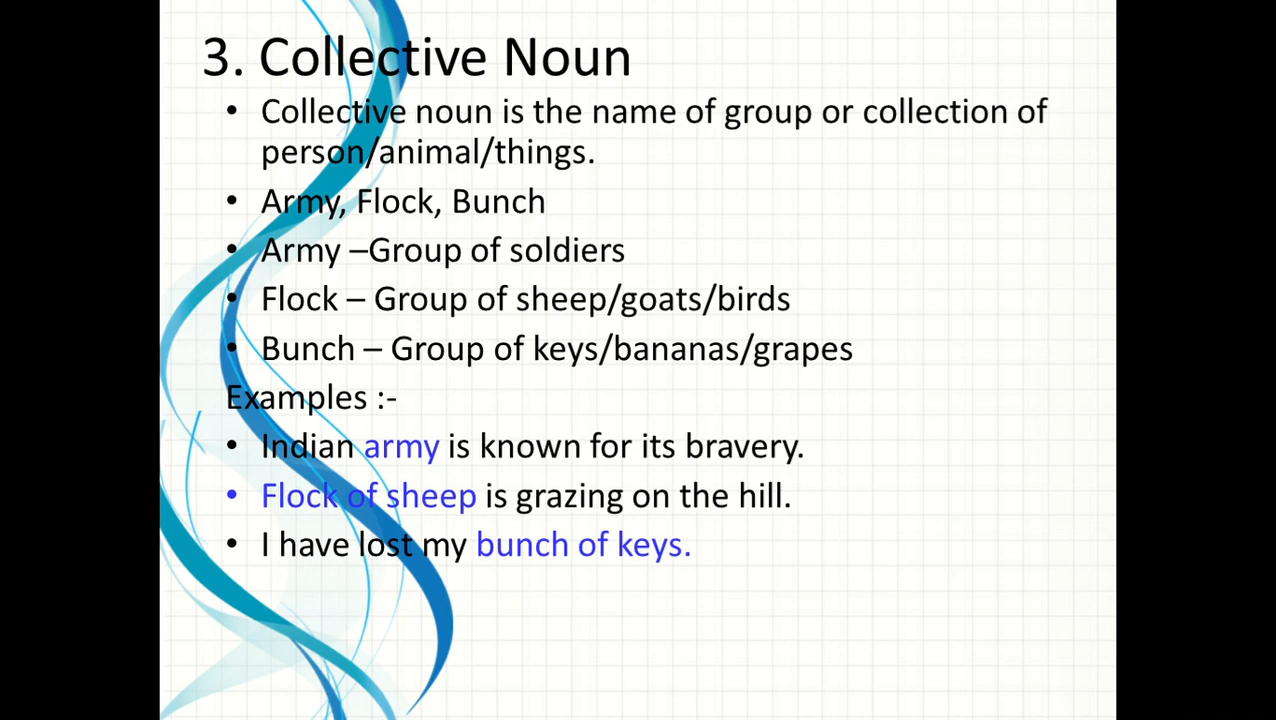 3. Collective Noun
• Collective noun is the name of group or collection of
person/animal/things.
• Army, Flock, Bunch
• Army –Group of soldiers
• Flock – Group of sheep/goats/birds
• Bunch – Group of keys/bananas/grapes
Examples :-
• Indian army is known for its bravery.
• Flock of sheep is grazing on the hill.
• I have lost my bunch of keys.